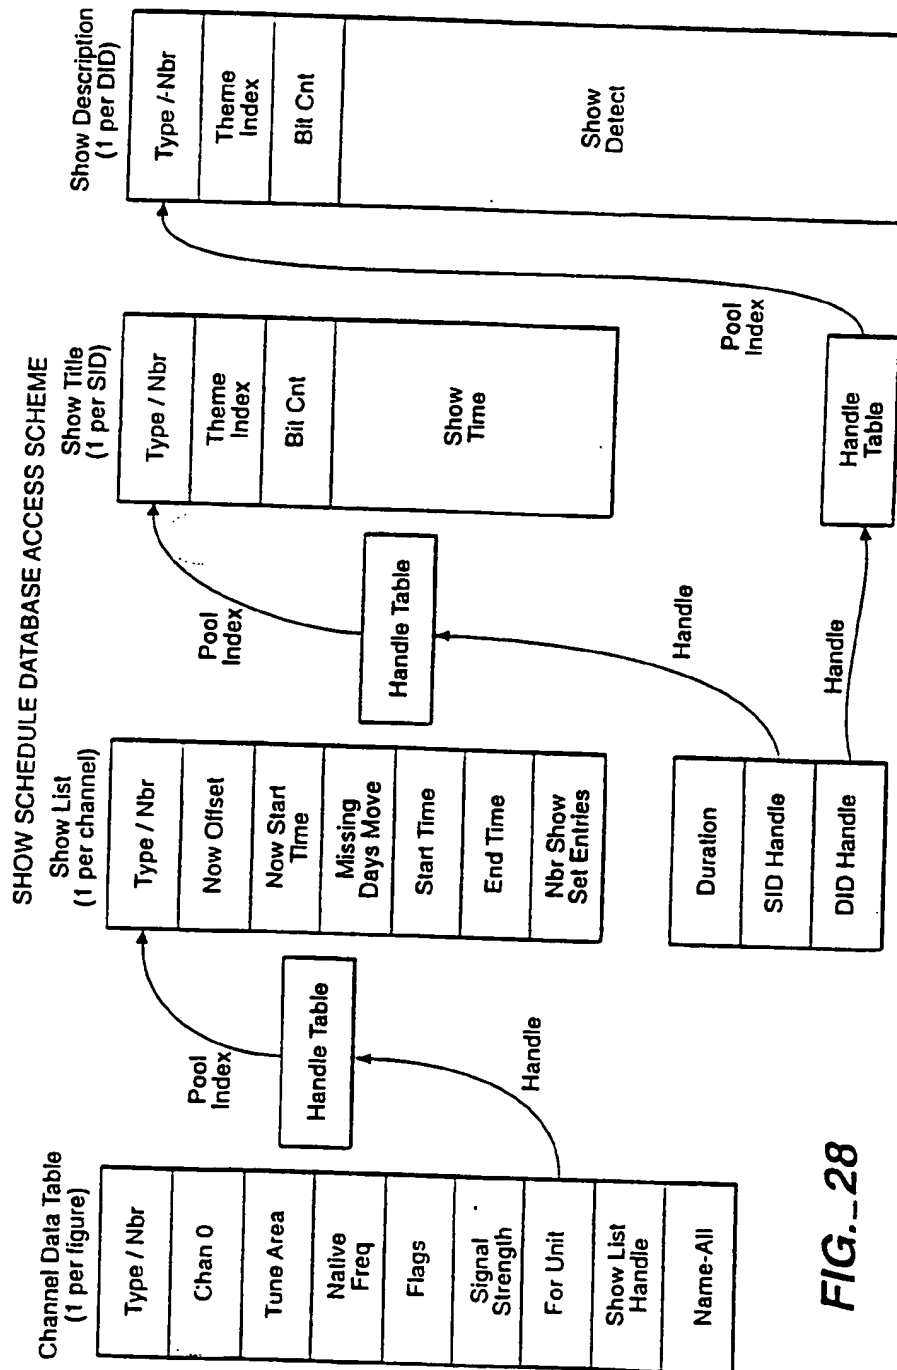 SHOW SCHEDULE DATABASE ACCESS SCHEME
Channel Data Table
(1 per figure)
Type / Nbr
Chan 0
Tune Area
Native
Freq
Flags
Signal
Strength
For Unit
Show List
Handle
Name-All
Handle
Handle Table
Pool
Index
Show List
(1 per channel)
Type / Nbr
Now Offset
Now Start
Time
Missing
Days Move
Start Time
End Time
Nbr Show
Set Entries
Duration
SID Handle
DID Handle
Handle
Handle Table
Pool
Index
Show Title
(1 per SID)
Type / Nbr
Theme
Index
Bit Cnt
Show
Time
Handle
Handle
Table
Pool
Index
Show Description
(1 per DID)
Type /-Nbr
Theme
Index
Bit Cnt
Show
Detect
FIG._28